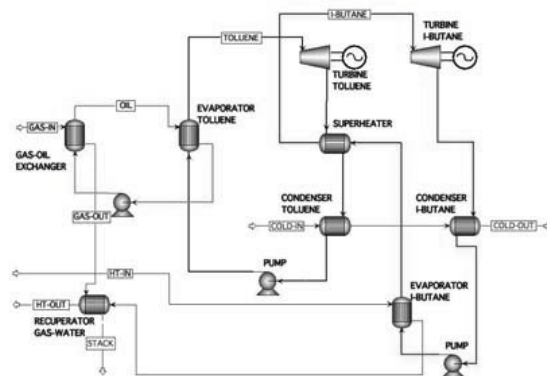 I-BUTANE
TURBINE
I-BUTANE
TOLUENE
TURBINE
TOLUENE
OIL
EVAPORATOR
TOLUENE
GAS-IN
SUPERHEATER
GAS-OIL
EXCHANGER
CONDENSER
TOLUENE
CONDENSER
I-BUTANE
GAS-OUT
COLD-IN
COLD-OUT
PUMP
HT-IN
EVAPORATOR
I-BUTANE
HT-OUT
RECUPERATOR
GAS-WATER
PUMP
STACK